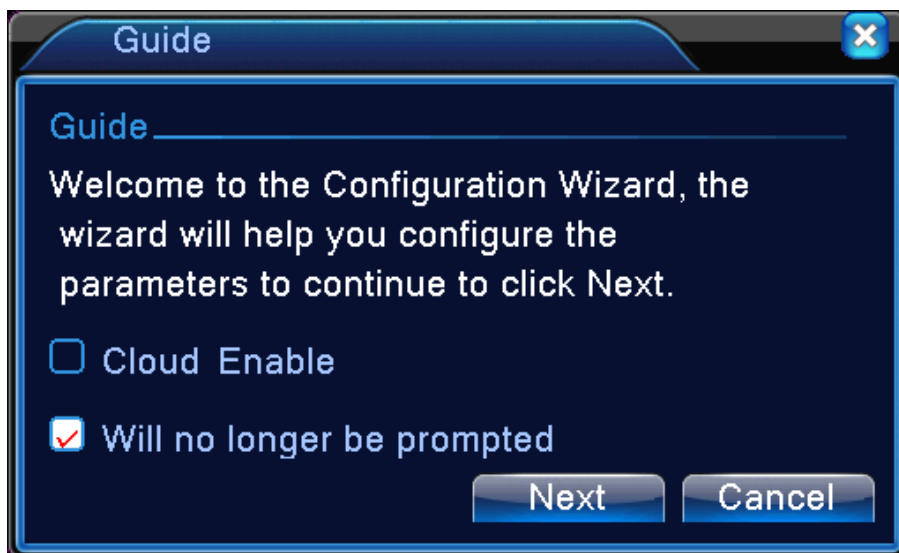 Guide
Guide
Welcome to the Configuration Wizard, the
wizard will help you configure the
parameters to continue to click Next.
Cloud Enable
Will no longer be prompted
Next Cancel